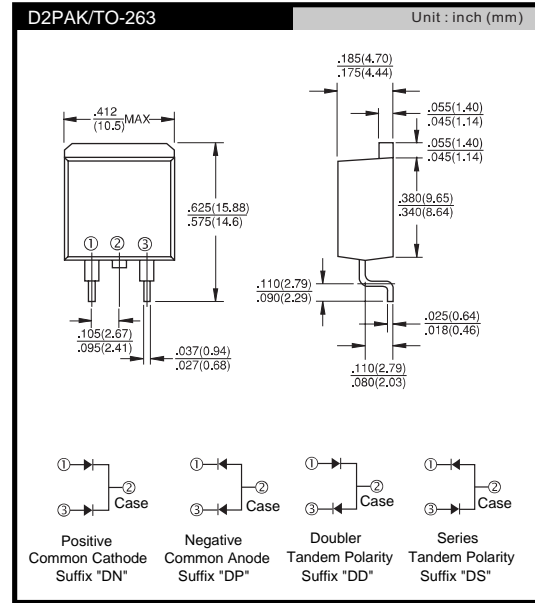 D2PAK/TO-263
Unit : inch (mm)
.412
(10.5)
MAX
.625(15.88)
.575(14.6)
① ② ③
.105(2.67)
.095(2.41)
.037(0.94)
.027(0.68)
.185(4.70)
.175(4.44)
.055(1.40)
.045(1.14)
.055(1.40)
.045(1.14)
.380(9.65)
.340(8.64)
.110(2.79)
.090(2.29)
.025(0.64)
.018(0.46)
.110(2.79)
.080(2.03)
①
②
③
Case
Positive
Common Cathode
Suffix "DN"
①
②
③
Case
Negative
Common Anode
Suffix "DP"
①
②
③
Case
Doubler
Tandem Polarity
Suffix "DD"
①
②
③
Case
Series
Tandem Polarity
Suffix "DS"